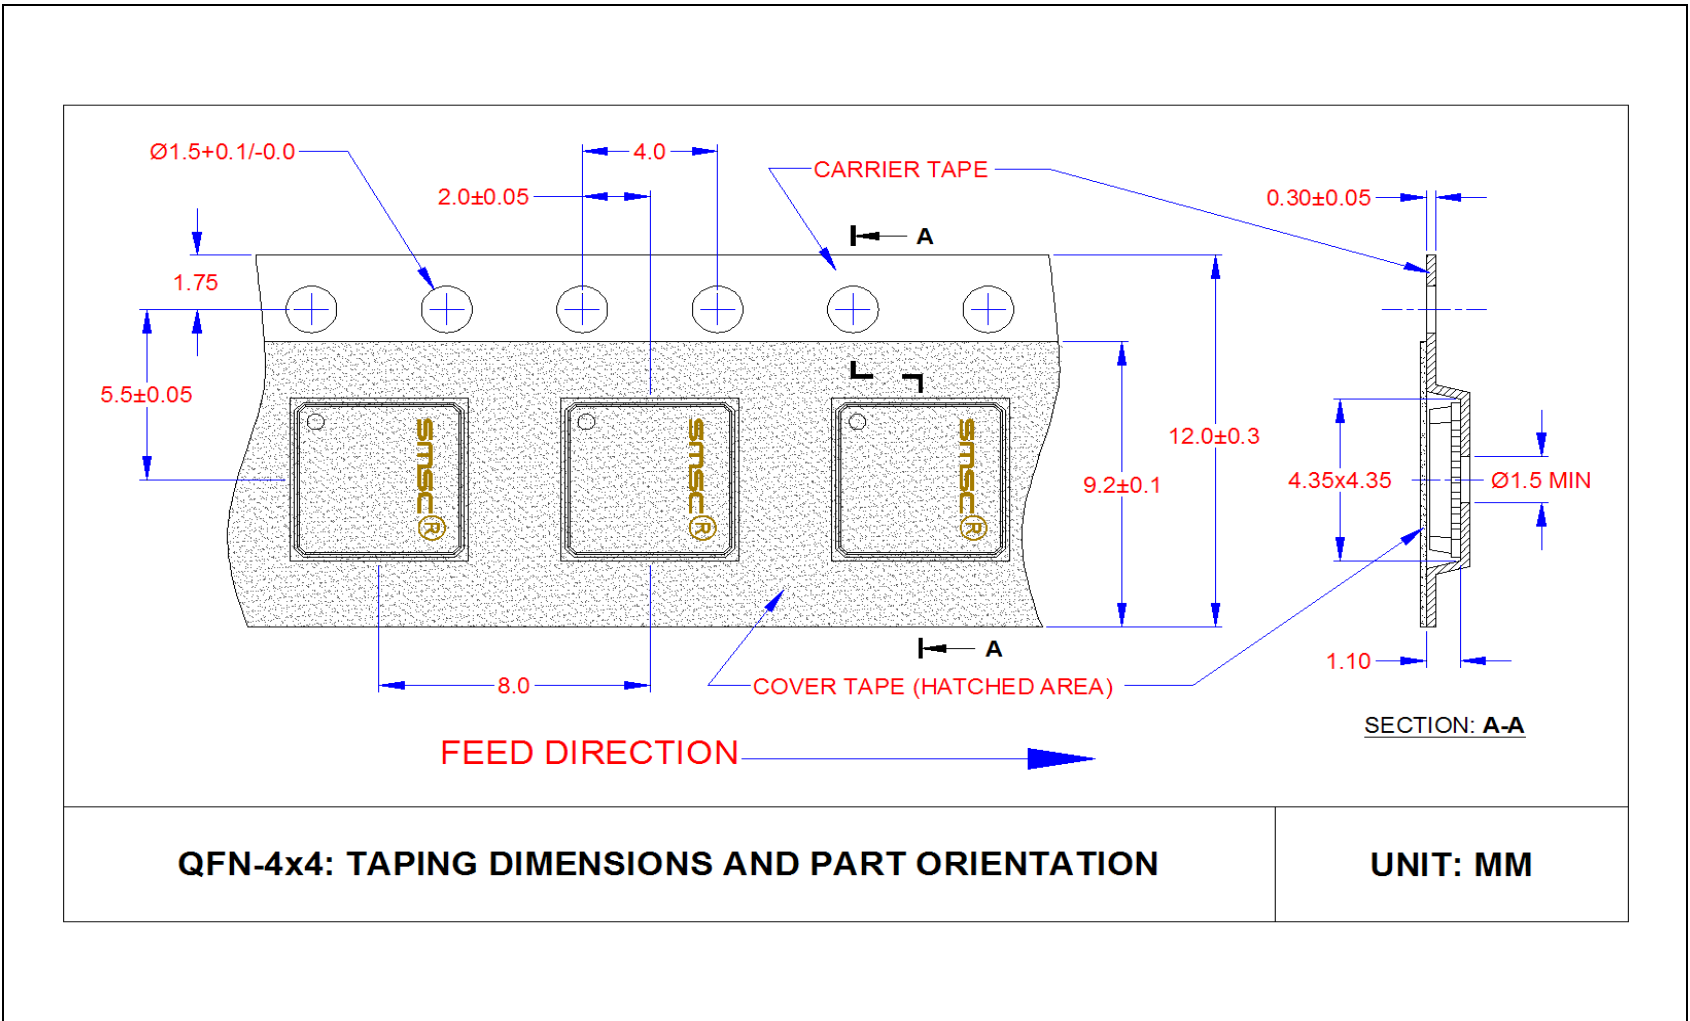 Ø1.5+0.1/-0.0
4.0
CARRIER TAPE
2.0±0.05
0.30±0.05
A
1.75
5.5±0.05
smsc®
smsc®
smsc®
12.0±0.3
9.2±0.1
4.35x4.35
Ø1.5 MIN
A
1.10
8.0
COVER TAPE (HATCHED AREA)
SECTION: A-A
FEED DIRECTION
QFN-4x4: TAPING DIMENSIONS AND PART ORIENTATION
UNIT: MM